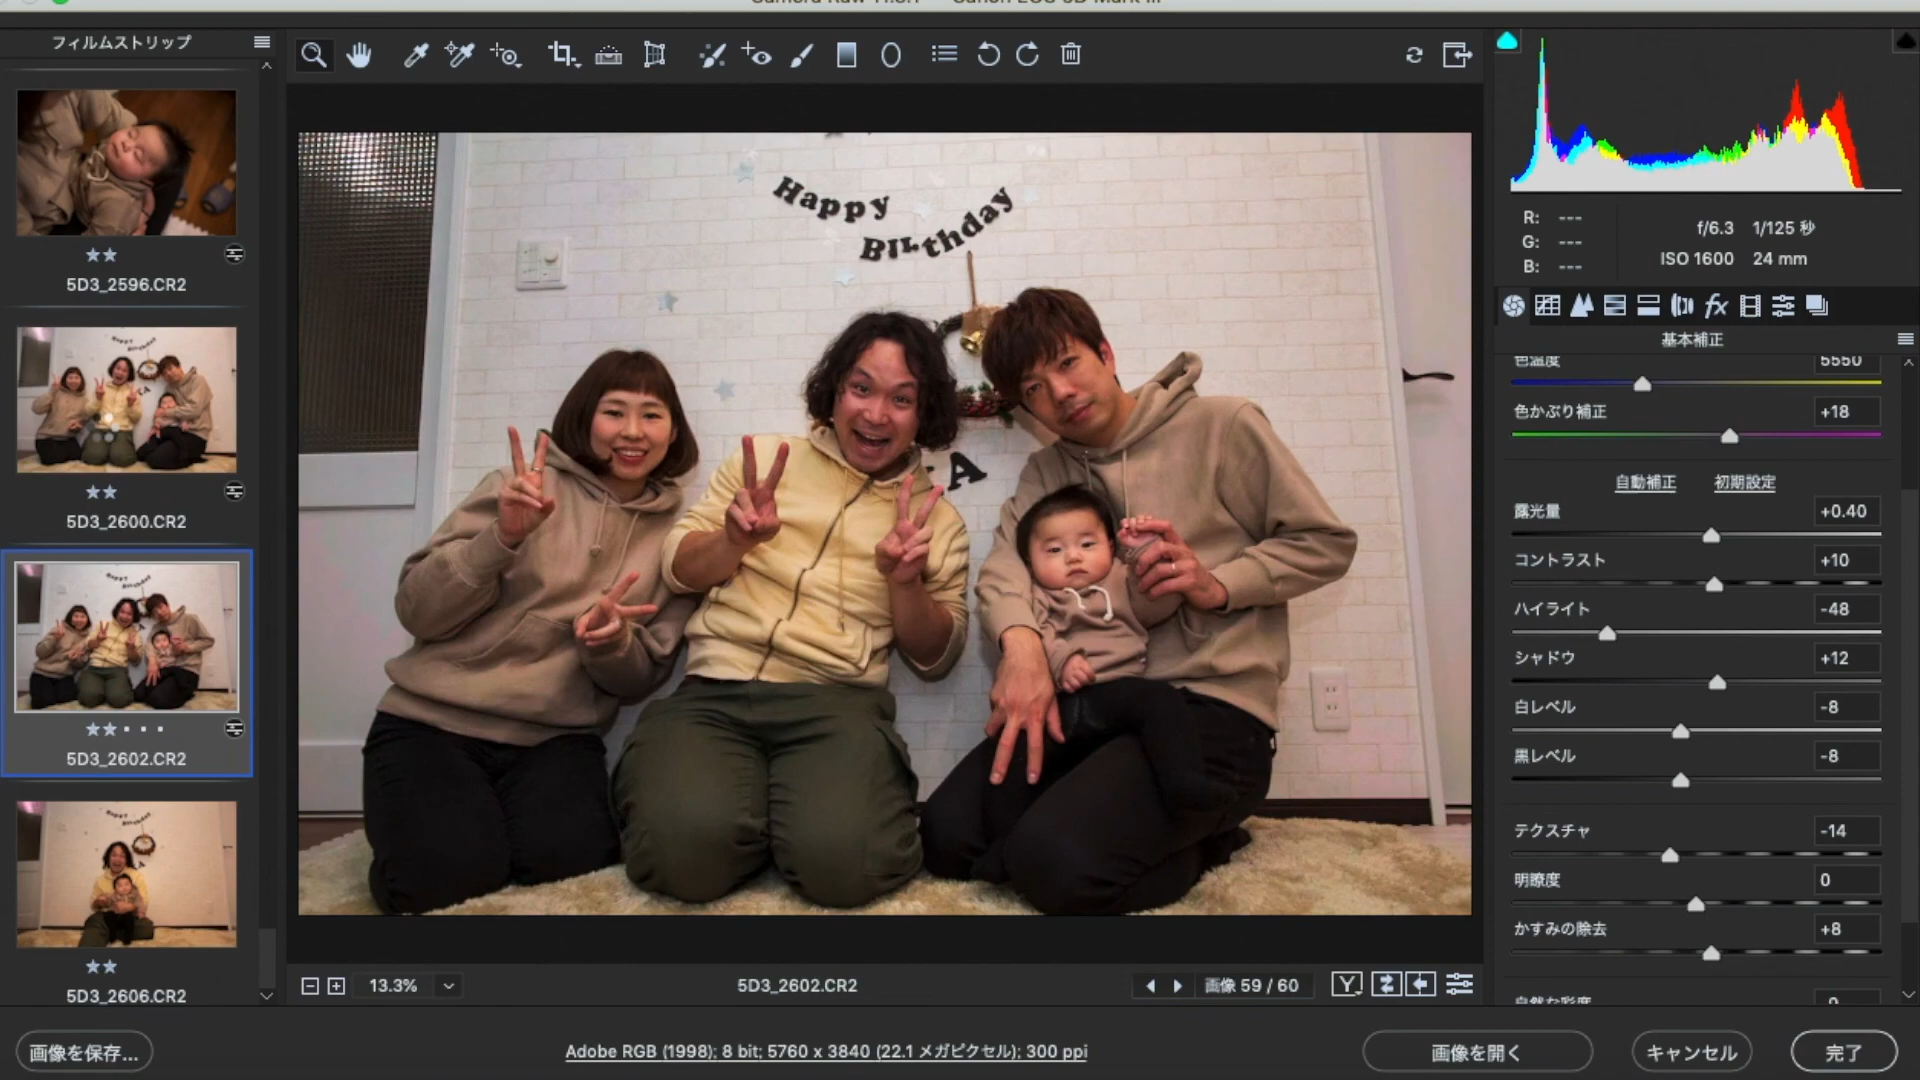 フィルムストリップ
5D3_2596.CR2
5D3_2600.CR2
5D3_2602.CR2
5D3_2606.CR2
Happy
BIrthday
A
13.3%
5D3_2602.CR2
画像 59 / 60
R: ---
G: ---
B: ---
f/6.3 1/125 秒
ISO 1600 24 mm
基本補正
色温度 5550
色かぶり補正 +18
自動補正 初期設定
露光量 +0.40
コントラスト +10
ハイライト -48
シャドウ +12
白レベル -8
黒レベル -8
テクスチャ -14
明瞭度 0
かすみの除去 +8
画像を保存...
Adobe RGB (1998); 8 bit; 5760 x 3840 (22.1 メガピクセル); 300 ppi
画像を開く
キャンセル
完了